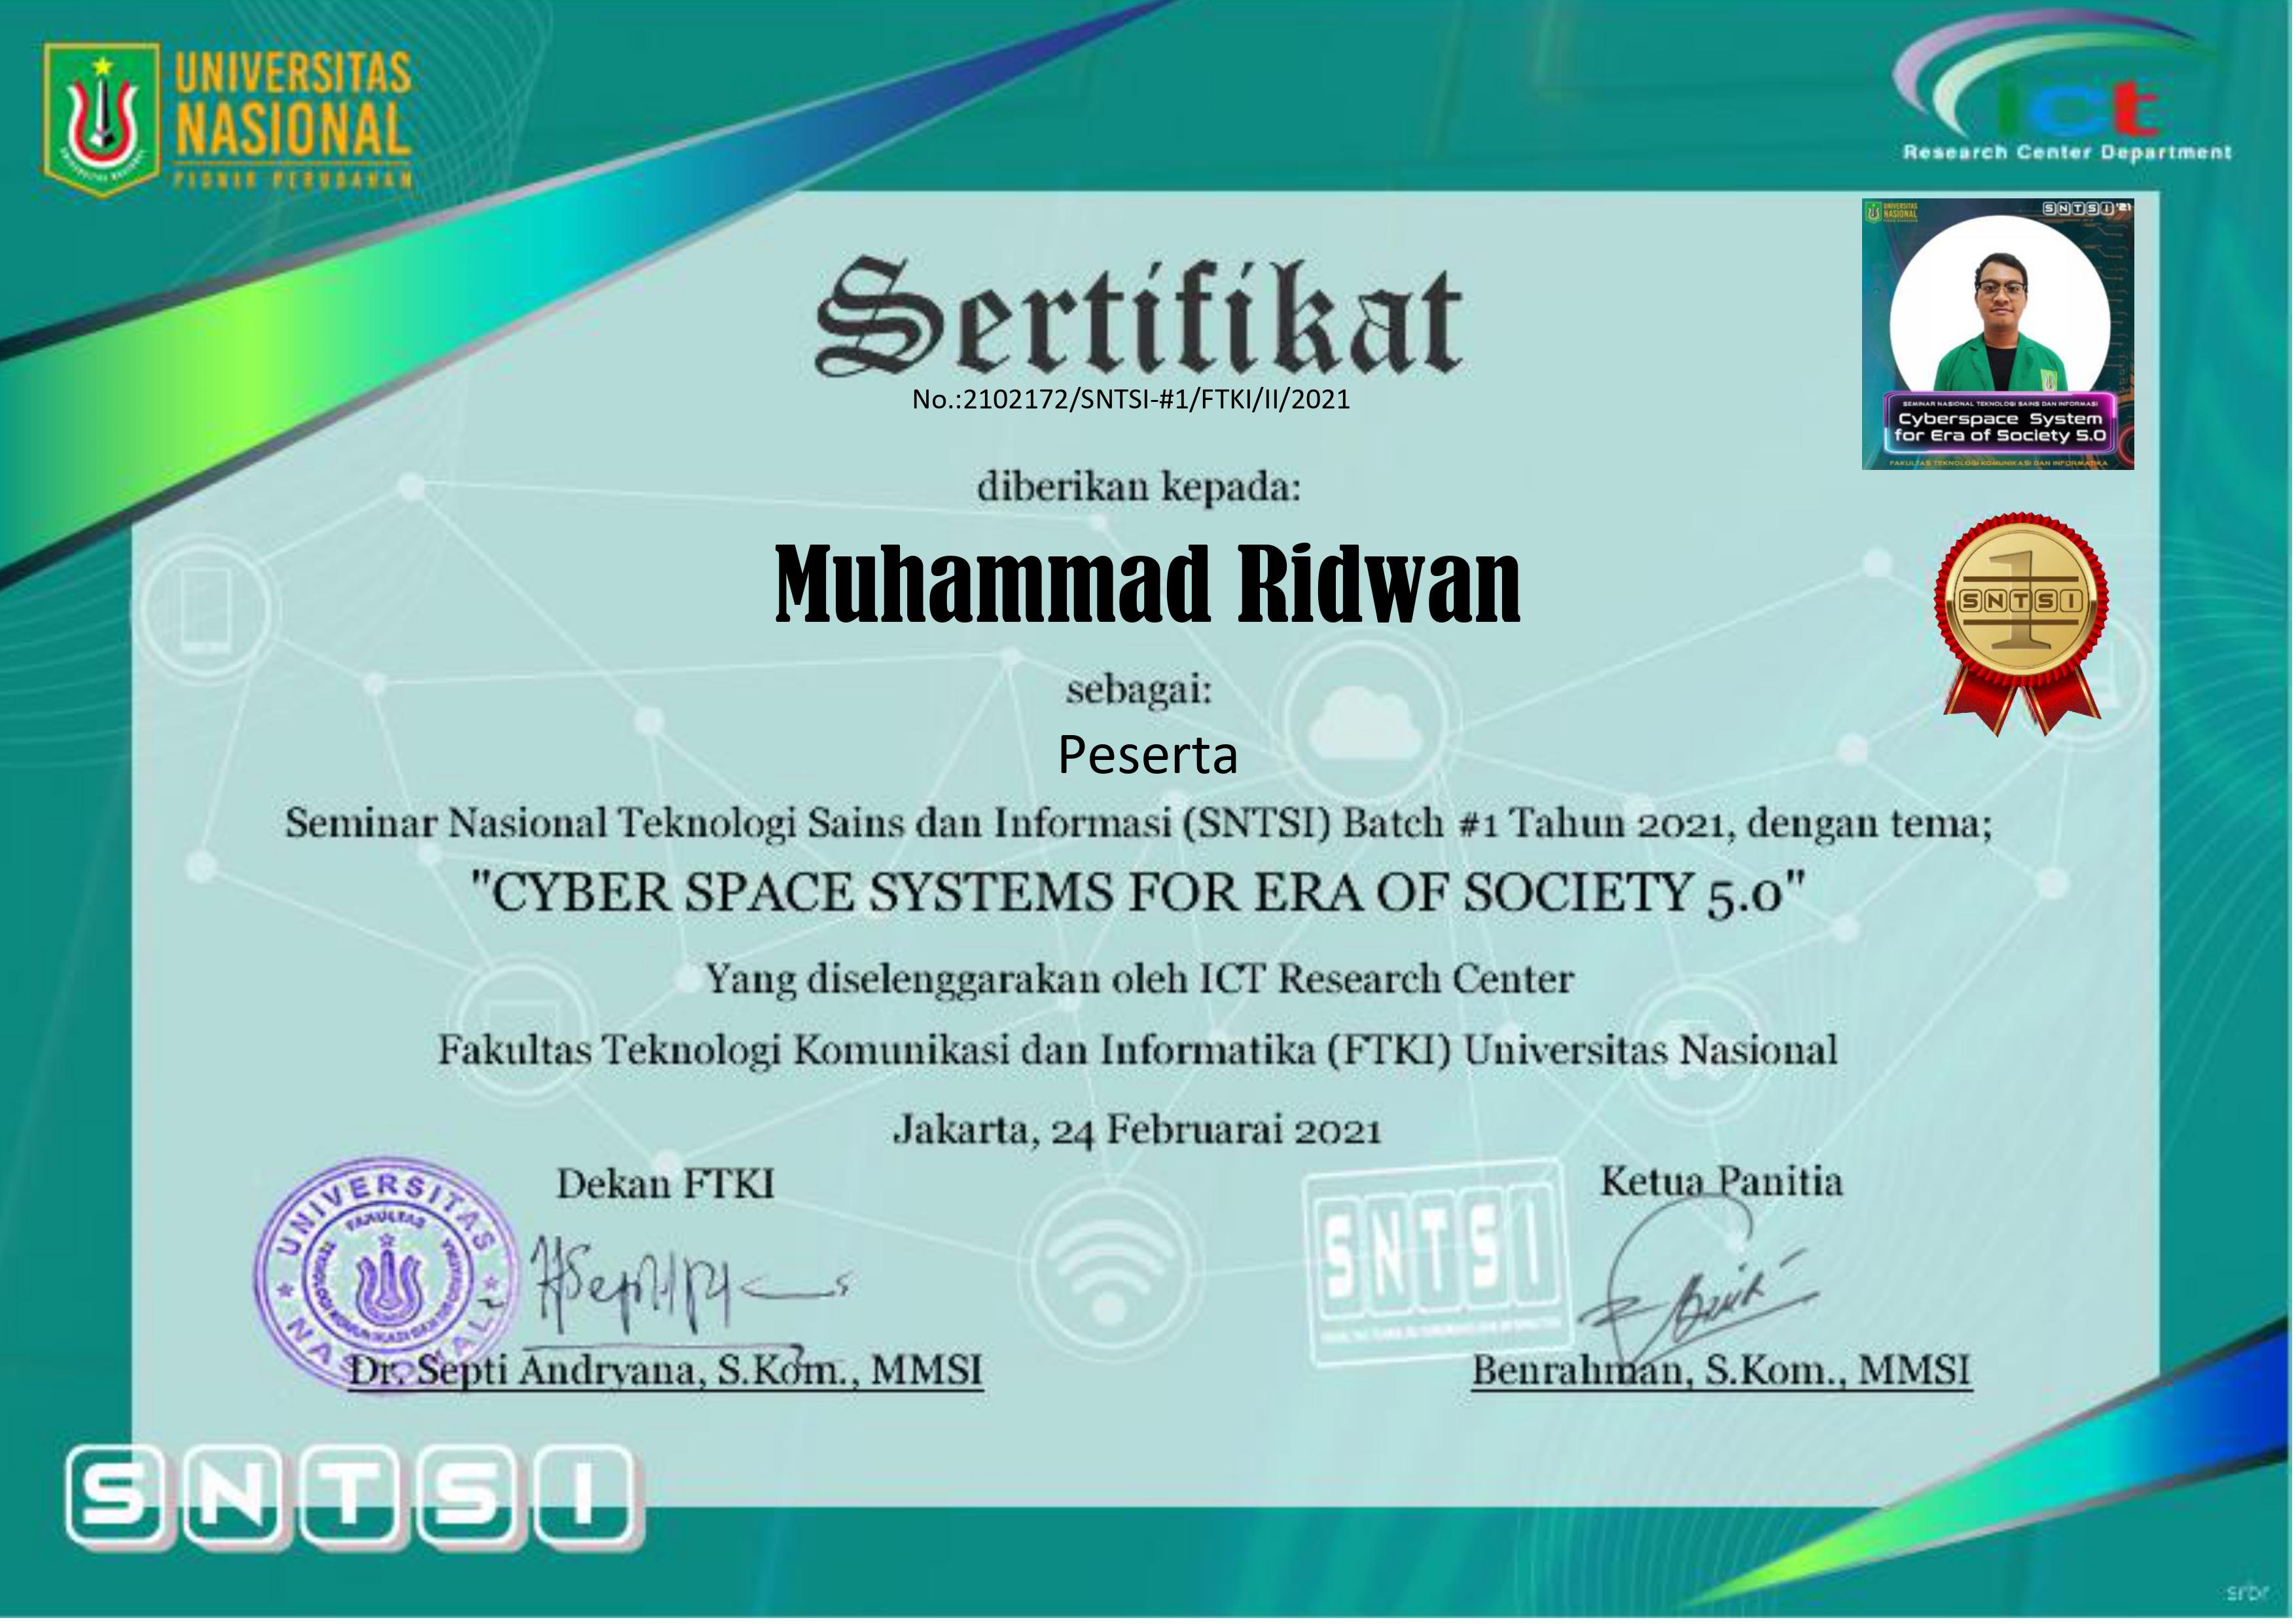 UNIVERSITAS
NASIONAL
PIONIR PERUBAHAN
ict
Research Center Department
UNIVERSITAS
NASIONAL
SNTSI'21
SEMINAR NASIONAL TEKNOLOGI SAINS DAN INFORMASI
Cyberspace System
for Era of Society 5.0
FAKULTAS TEKNOLOGI KOMUNIKASI DAN INFORMATIKA
Sertifikat
No.:2102172/SNTSI-#1/FTKI/II/2021
diberikan kepada:
Muhammad Ridwan
1
SNTSI
sebagai:
Peserta
Seminar Nasional Teknologi Sains dan Informasi (SNTSI) Batch #1 Tahun 2021, dengan tema;
"CYBER SPACE SYSTEMS FOR ERA OF SOCIETY 5.0"
Yang diselenggarakan oleh ICT Research Center
Fakultas Teknologi Komunikasi dan Informatika (FTKI) Universitas Nasional
Jakarta, 24 Februarai 2021
Dekan FTKI
Ketua Panitia
UNIVERSITAS
NASIONAL
FAKULTAS
TEKNOLOGI KOMUNIKASI DAN INFORMATIKA
SNTSI
Dr. Septi Andryana, S.Kom., MMSI
Benrahman, S.Kom., MMSI
SNTSI
srbr